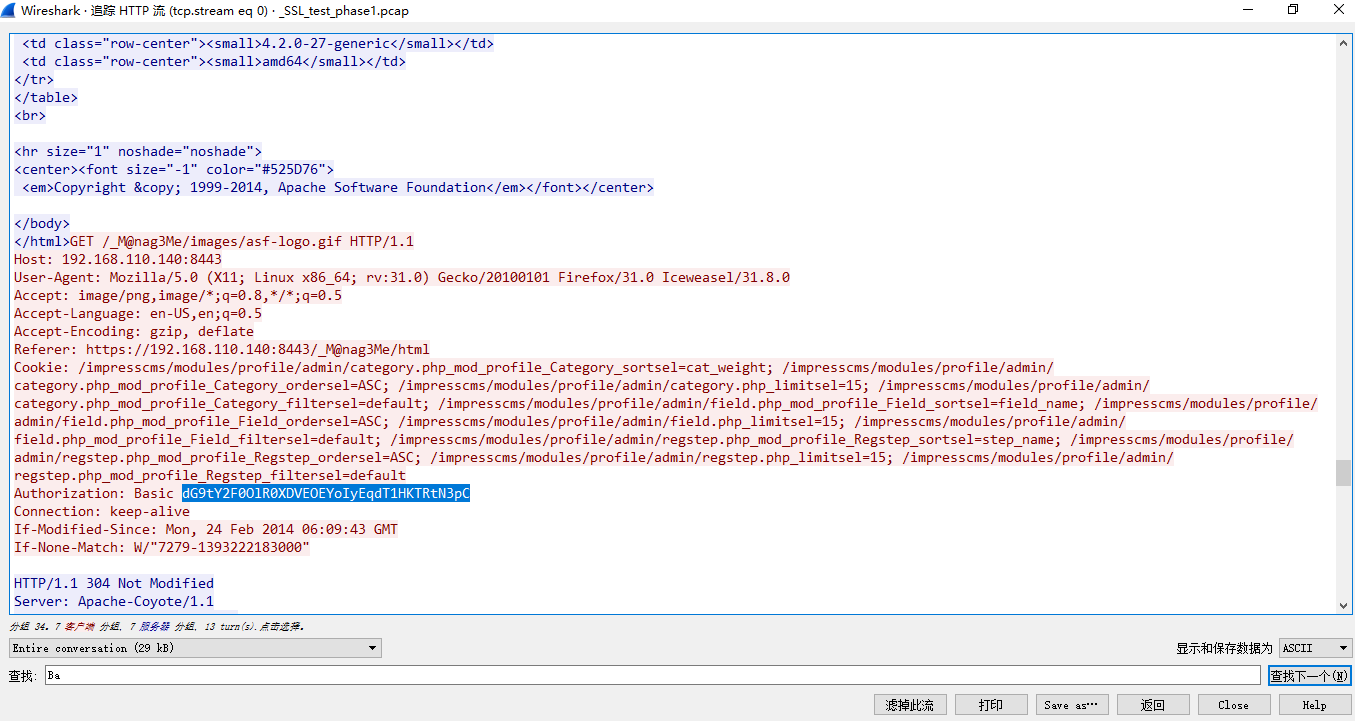 Wireshark · 追踪 HTTP 流 (tcp.stream eq 0) · _SSL_test_phase1.pcap
<td class="row-center"><small>4.2.0-27-generic</small></td>
<td class="row-center"><small>amd64</small></td>
</tr>
</table>
<br>
<hr size="1" noshade="noshade">
<center><font size="-1" color="#525D76">
<em>Copyright &copy; 1999-2014, Apache Software Foundation</em></font></center>
</body>
</html>GET /_M@nag3Me/images/asf-logo.gif HTTP/1.1
Host: 192.168.110.140:8443
User-Agent: Mozilla/5.0 (X11; Linux x86_64; rv:31.0) Gecko/20100101 Firefox/31.0 Iceweasel/31.8.0
Accept: image/png,image/*;q=0.8,*/*;q=0.5
Accept-Language: en-US,en;q=0.5
Accept-Encoding: gzip, deflate
Referer: https://192.168.110.140:8443/_M@nag3Me/html
Cookie: /impresscms/modules/profile/admin/category.php_mod_profile_Category_sortsel=cat_weight; /impresscms/modules/profile/admin/
category.php_mod_profile_Category_ordersel=ASC; /impresscms/modules/profile/admin/category.php_limitsel=15; /impresscms/modules/profile/admin/
category.php_mod_profile_Category_filtersel=default; /impresscms/modules/profile/admin/field.php_mod_profile_Field_sortsel=field_name; /impresscms/modules/profile/
admin/field.php_mod_profile_Field_ordersel=ASC; /impresscms/modules/profile/admin/field.php_limitsel=15; /impresscms/modules/profile/admin/
field.php_mod_profile_Field_filtersel=default; /impresscms/modules/profile/admin/regstep.php_mod_profile_Regstep_sortsel=step_name; /impresscms/modules/profile/
admin/regstep.php_mod_profile_Regstep_ordersel=ASC; /impresscms/modules/profile/admin/regstep.php_limitsel=15; /impresscms/modules/profile/admin/
regstep.php_mod_profile_Regstep_filtersel=default
Authorization: Basic dG9tY2F0OlR0XDVEOEYoIyEqdT1HKTRtN3pC
Connection: keep-alive
If-Modified-Since: Mon, 24 Feb 2014 06:09:43 GMT
If-None-Match: W/"7279-1393222183000"
HTTP/1.1 304 Not Modified
Server: Apache-Coyote/1.1
分组 34。7 客户端 分组, 7 服务器 分组, 13 turn(s).点击选择。
Entire conversation (29 kB) 显示和保存数据为 ASCII
查找: Ba 查找下一个(N)
滤掉此流 打印 Save as… 返回 Close Help